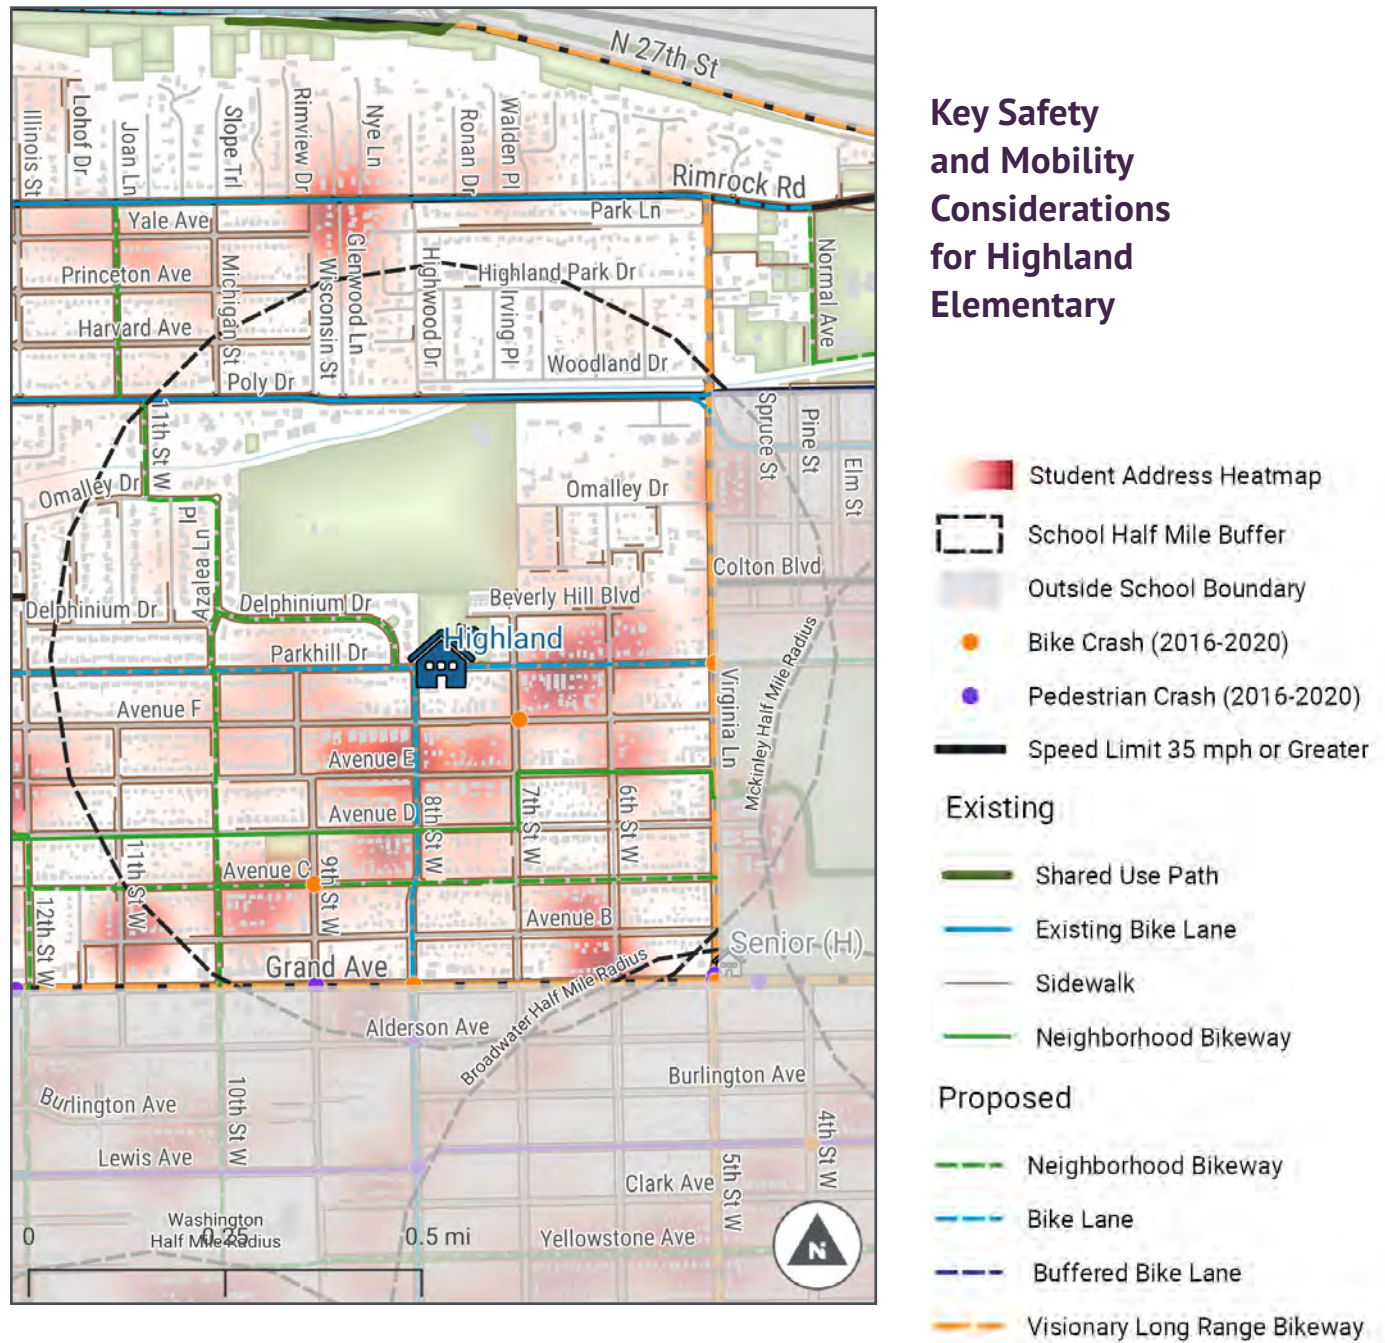 Key Safety
and Mobility
Considerations
for Highland
Elementary
N 27th St
Illinois St
Lohof Dr
Joan Ln
Slope Trl
Rimview Dr
Nye Ln
Ronan Dr
Walden Pl
Rimrock Rd
Yale Ave
Park Ln
Princeton Ave
Michigan St
Wisconsin St
Glenwood Ln
Highwood Dr
Highland Park Dr
Irving Pl
Normal Ave
Harvard Ave
Woodland Dr
Poly Dr
11th St W
Spruce St
Pine St
Elm St
Omalley Dr
Omalley Dr
Azalea Ln
Pl
Colton Blvd
Delphinium Dr
Delphinium Dr
Beverly Hill Blvd
Highland
Parkhill Dr
Mckinley Half Mile Radius
Virginia Ln
Avenue F
Avenue E
Avenue D
8th St W
7th St W
6th St W
Avenue C
11th St W
9th St W
12th St W
Avenue B
Senior (H)
Grand Ave
Broadwater Half Mile Radius
Alderson Ave
Burlington Ave
Burlington Ave
10th St W
Lewis Ave
4th St W
5th St W
Clark Ave
Washington
Half Mile Radius
Yellowstone Ave
0
0.25
0.5 mi
N
Student Address Heatmap
School Half Mile Buffer
Outside School Boundary
Bike Crash (2016-2020)
Pedestrian Crash (2016-2020)
Speed Limit 35 mph or Greater
Existing
Shared Use Path
Existing Bike Lane
Sidewalk
Neighborhood Bikeway
Proposed
Neighborhood Bikeway
Bike Lane
Buffered Bike Lane
Visionary Long Range Bikeway